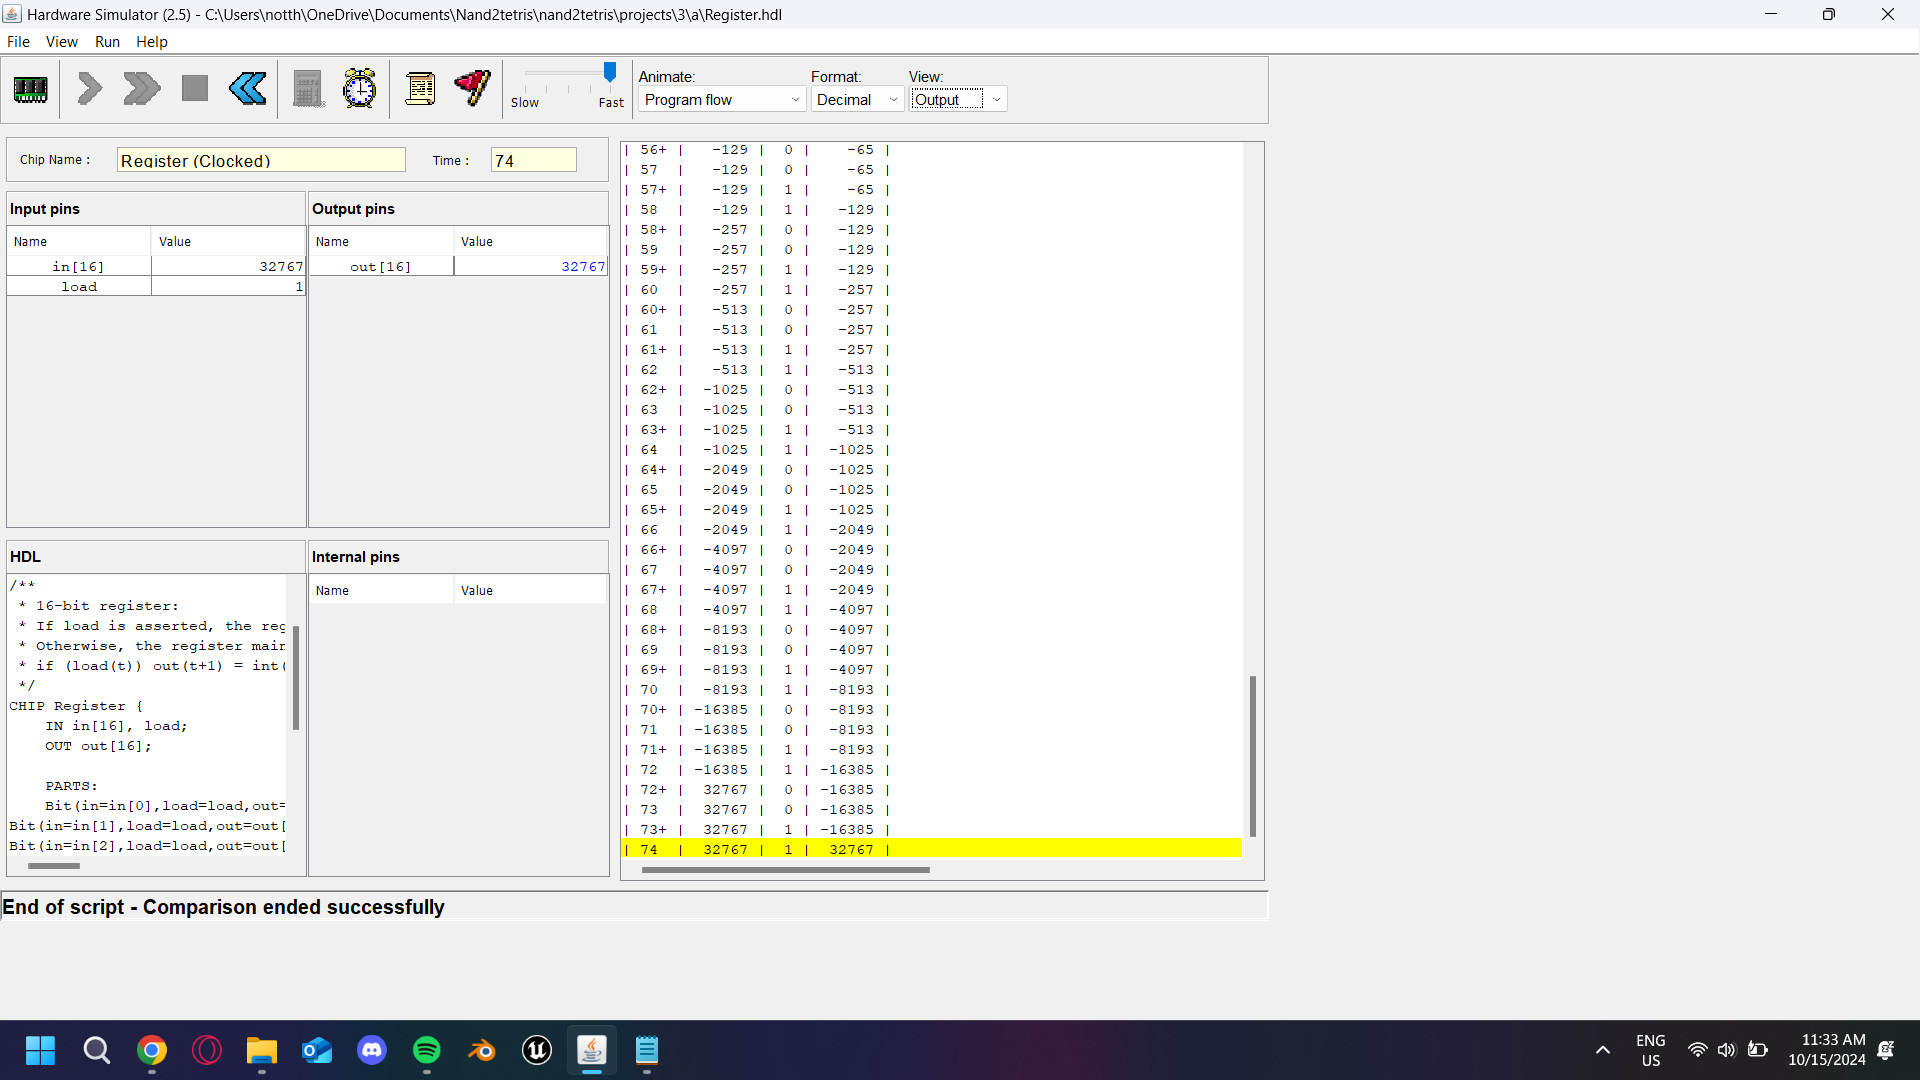 Hardware Simulator (2.5) - C:\Users\notth\OneDrive\Documents\Nand2tetris\nand2tetris\projects\3\a\Register.hdl
File View Run Help
Slow Fast
Animate: Format: View:
Program flow Decimal Output
Chip Name : Register (Clocked) Time : 74
Input pins
Name Value
in[16] 32767
load 1
Output pins
Name Value
out[16] 32767
HDL
/**
* 16-bit register:
* If load is asserted, the reg
* Otherwise, the register main
* if (load(t)) out(t+1) = int(
*/
CHIP Register {
IN in[16], load;
OUT out[16];
PARTS:
Bit(in=in[0],load=load,out=
Bit(in=in[1],load=load,out=out[
Bit(in=in[2],load=load,out=out[
Internal pins
Name Value
| 56+ | -129 | 0 | -65 |
| 57 | -129 | 0 | -65 |
| 57+ | -129 | 1 | -65 |
| 58 | -129 | 1 | -129 |
| 58+ | -257 | 0 | -129 |
| 59 | -257 | 0 | -129 |
| 59+ | -257 | 1 | -129 |
| 60 | -257 | 1 | -257 |
| 60+ | -513 | 0 | -257 |
| 61 | -513 | 0 | -257 |
| 61+ | -513 | 1 | -257 |
| 62 | -513 | 1 | -513 |
| 62+ | -1025 | 0 | -513 |
| 63 | -1025 | 0 | -513 |
| 63+ | -1025 | 1 | -513 |
| 64 | -1025 | 1 | -1025 |
| 64+ | -2049 | 0 | -1025 |
| 65 | -2049 | 0 | -1025 |
| 65+ | -2049 | 1 | -1025 |
| 66 | -2049 | 1 | -2049 |
| 66+ | -4097 | 0 | -2049 |
| 67 | -4097 | 0 | -2049 |
| 67+ | -4097 | 1 | -2049 |
| 68 | -4097 | 1 | -4097 |
| 68+ | -8193 | 0 | -4097 |
| 69 | -8193 | 0 | -4097 |
| 69+ | -8193 | 1 | -4097 |
| 70 | -8193 | 1 | -8193 |
| 70+ | -16385 | 0 | -8193 |
| 71 | -16385 | 0 | -8193 |
| 71+ | -16385 | 1 | -8193 |
| 72 | -16385 | 1 | -16385 |
| 72+ | 32767 | 0 | -16385 |
| 73 | 32767 | 0 | -16385 |
| 73+ | 32767 | 1 | -16385 |
| 74 | 32767 | 1 | 32767 |
End of script - Comparison ended successfully
ENG
US
11:33 AM
10/15/2024